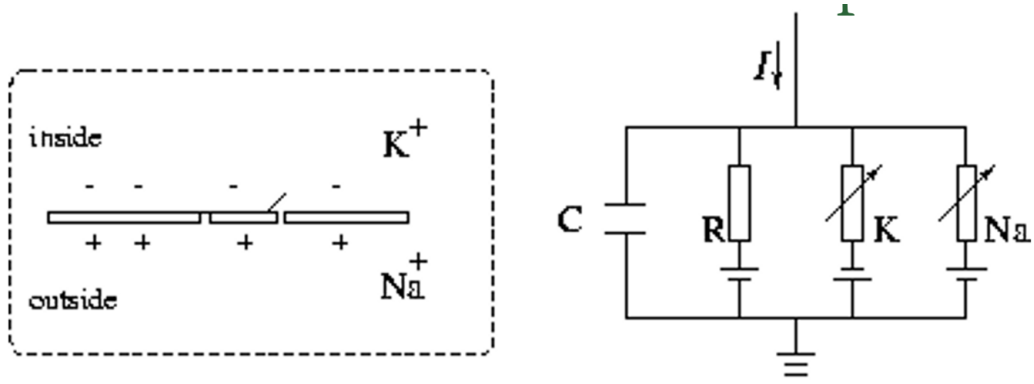 I
inside
K+
- - - -
+ + + +
Na+
outside
C
R
K
Na